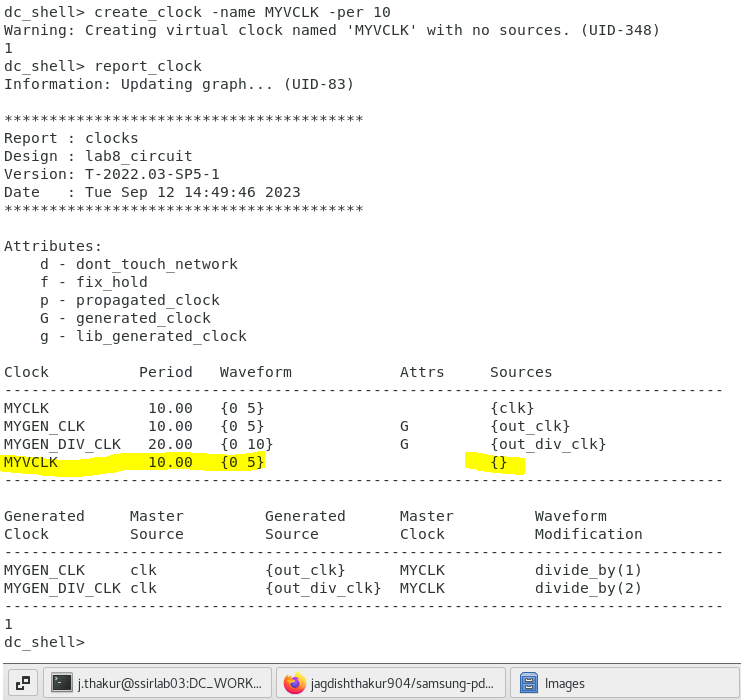 dc_shell> create_clock -name MYVCLK -per 10
Warning: Creating virtual clock named 'MYVCLK' with no sources. (UID-348)
1
dc_shell> report_clock
Information: Updating graph... (UID-83)
****************************************
Report : clocks
Design : lab8_circuit
Version: T-2022.03-SP5-1
Date   : Tue Sep 12 14:49:46 2023
****************************************
Attributes:
    d - dont_touch_network
    f - fix_hold
    p - propagated_clock
    G - generated_clock
    g - lib_generated_clock
Clock          Period   Waveform            Attrs     Sources
--------------------------------------------------------------------------------
MYCLK           10.00   {0 5}                         {clk}
MYGEN_CLK       10.00   {0 5}               G         {out_clk}
MYGEN_DIV_CLK   20.00   {0 10}              G         {out_div_clk}
MYVCLK          10.00   {0 5}                         {}
--------------------------------------------------------------------------------
Generated     Master         Generated      Master         Waveform
Clock         Source         Source         Clock          Modification
--------------------------------------------------------------------------------
MYGEN_CLK     clk            {out_clk}      MYCLK          divide_by(1)
MYGEN_DIV_CLK clk            {out_div_clk}  MYCLK          divide_by(2)
--------------------------------------------------------------------------------
1
dc_shell>
j.thakur@ssirlab03:DC_WORK... jagdishthakur904/samsung-pd... Images